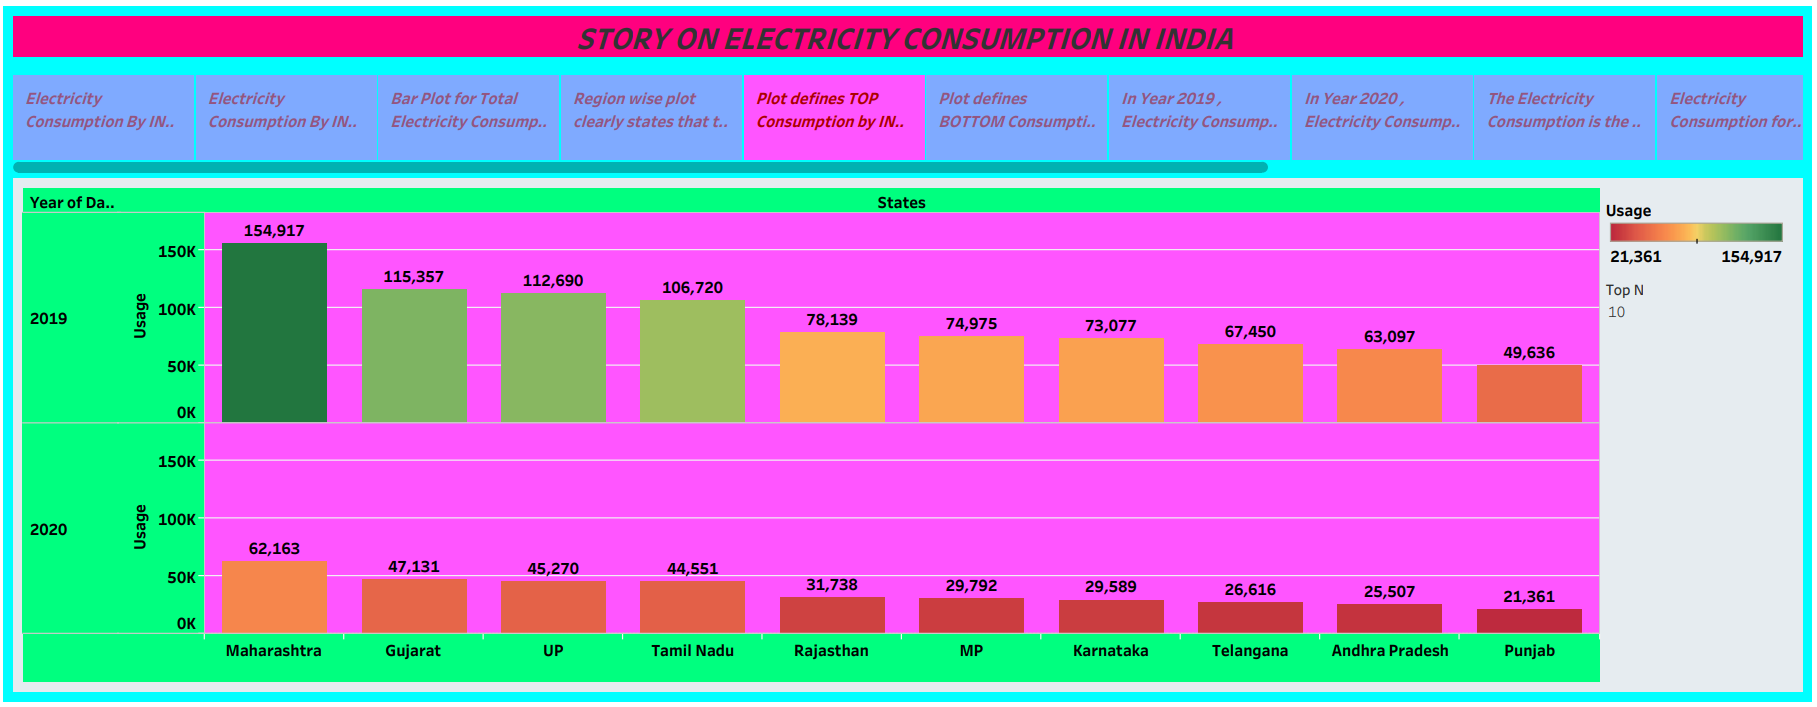 STORY ON ELECTRICITY CONSUMPTION IN INDIA
Electricity
Consumption By IN..
Electricity
Consumption By IN..
Bar Plot for Total
Electricity Consump..
Region wise plot
clearly states that t..
Plot defines TOP
Consumption by IN..
Plot defines
BOTTOM Consumpti..
In Year 2019 ,
Electricity Consump..
In Year 2020 ,
Electricity Consump..
The Electricity
Consumption is the ..
Electricity
Consumption for..
Year of Da..
States
2019
Usage
150K
100K
50K
0K
154,917
115,357
112,690
106,720
78,139
74,975
73,077
67,450
63,097
49,636
2020
Usage
150K
100K
50K
0K
62,163
47,131
45,270
44,551
31,738
29,792
29,589
26,616
25,507
21,361
Maharashtra
Gujarat
UP
Tamil Nadu
Rajasthan
MP
Karnataka
Telangana
Andhra Pradesh
Punjab
Usage
21,361
154,917
Top N
10